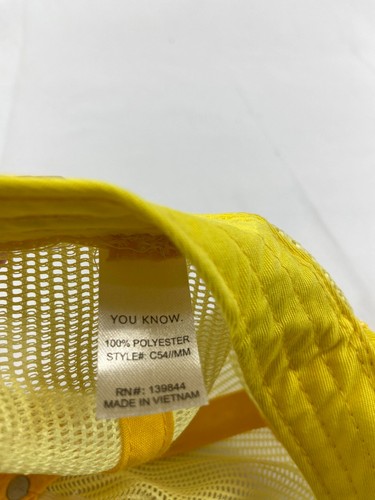 YOU KNOW.
100% POLYESTER
STYLE#: C54//MM
RN#: 139844
MADE IN VIETNAM